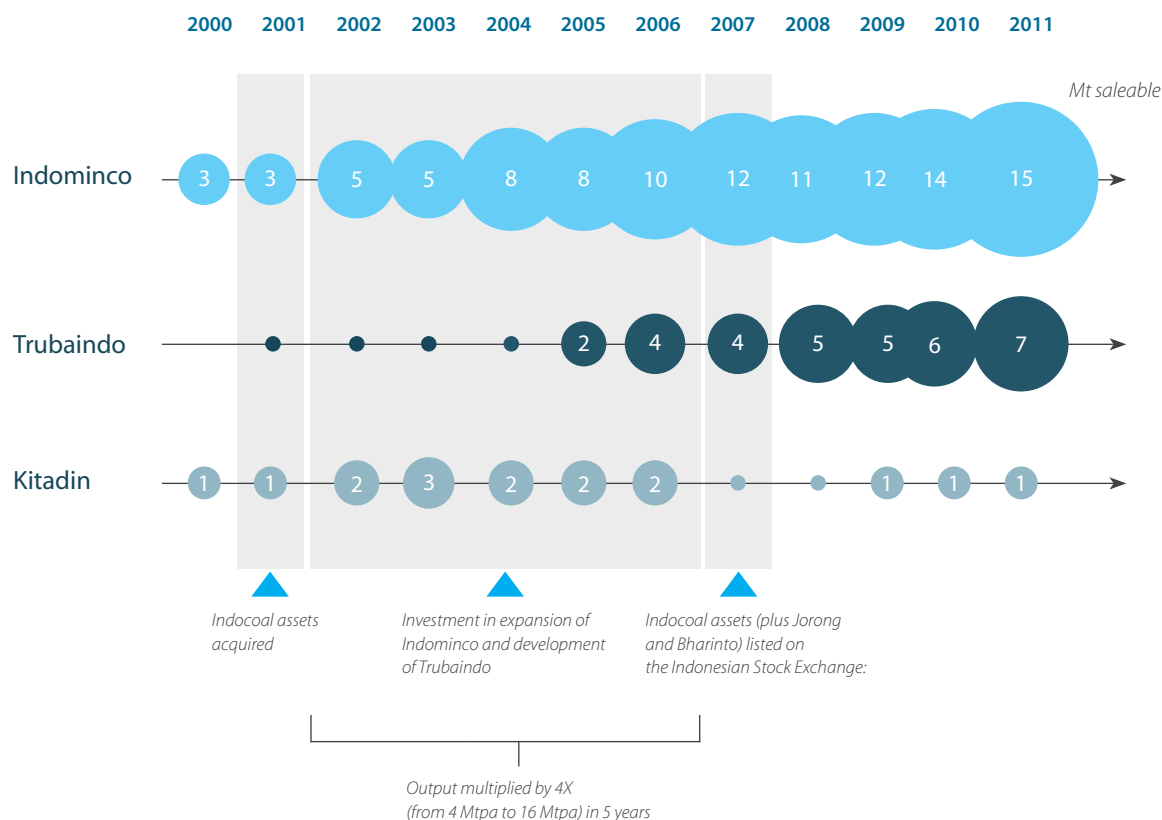 2000 2001 2002 2003 2004 2005 2006 2007 2008 2009 2010 2011
Mt saleable
Indominco 3 3 5 5 8 8 10 12 11 12 14 15
Trubaindo 2 4 4 5 5 6 7
Kitadin 1 1 2 3 2 2 2 1 1 1
Indocoal assets
acquired
Investment in expansion of
Indominco and development
of Trubaindo
Indocoal assets (plus Jorong
and Bharinto) listed on
the Indonesian Stock Exchange:
Output multiplied by 4X
(from 4 Mtpa to 16 Mtpa) in 5 years